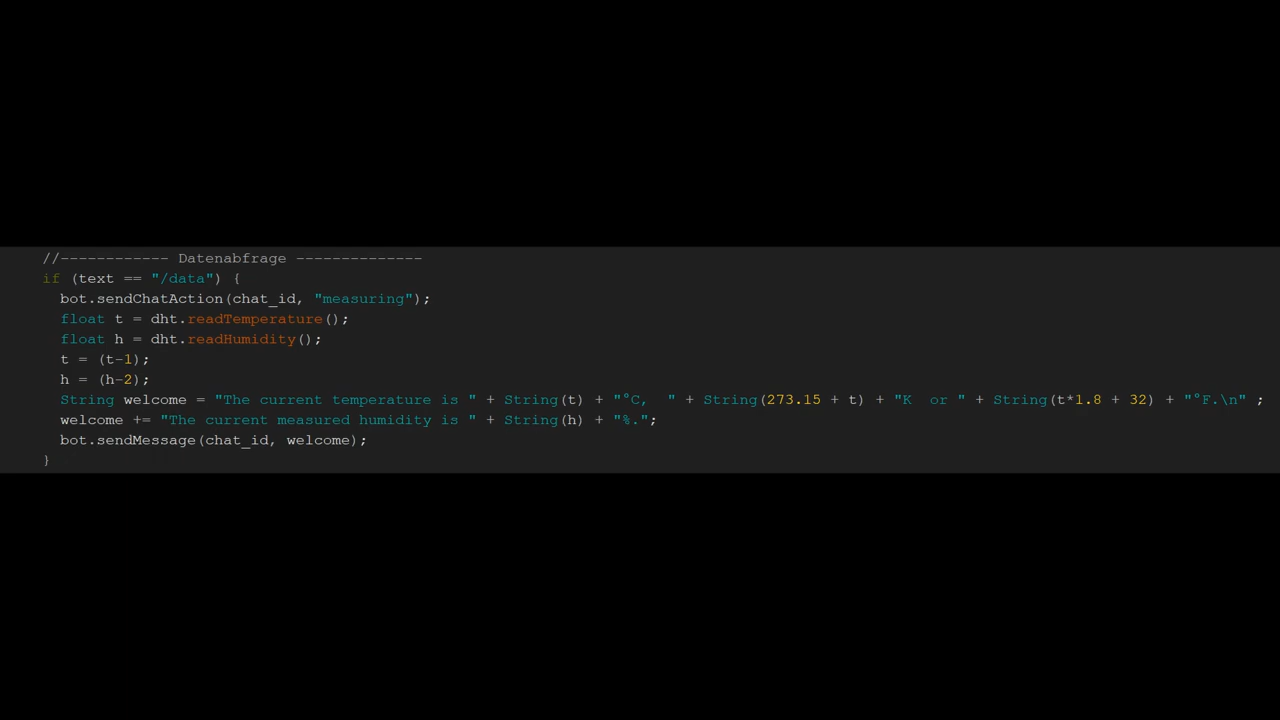 //------------ Datenabfrage --------------
if (text == "/data") {
bot.sendChatAction(chat_id, "measuring");
float t = dht.readTemperature();
float h = dht.readHumidity();
t = (t-1);
h = (h-2);
String welcome = "The current temperature is " + String(t) + "°C,  " + String(273.15 + t) + "K  or " + String(t*1.8 + 32) + "°F.\n" ;
welcome += "The current measured humidity is " + String(h) + "%.";
bot.sendMessage(chat_id, welcome);
}